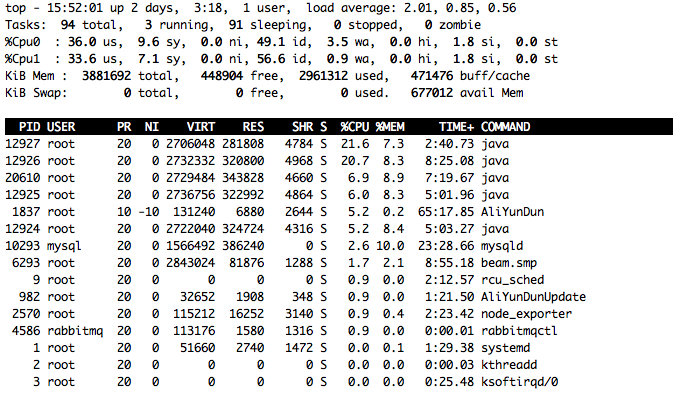 top - 15:52:01 up 2 days,  3:18,  1 user,  load average: 2.01, 0.85, 0.56
Tasks:  94 total,   3 running,  91 sleeping,   0 stopped,   0 zombie
%Cpu0  : 36.0 us,  9.6 sy,  0.0 ni, 49.1 id,  3.5 wa,  0.0 hi,  1.8 si,  0.0 st
%Cpu1  : 33.6 us,  7.1 sy,  0.0 ni, 56.6 id,  0.9 wa,  0.0 hi,  1.8 si,  0.0 st
KiB Mem :  3881692 total,   448904 free,  2961312 used,   471476 buff/cache
KiB Swap:        0 total,        0 free,        0 used.   677012 avail Mem
  PID USER      PR  NI    VIRT    RES    SHR S  %CPU %MEM     TIME+ COMMAND
12927 root      20   0 2706048 281808   4784 S  21.6  7.3   2:40.73 java
12926 root      20   0 2732332 320800   4968 S  20.7  8.3   8:25.08 java
20610 root      20   0 2729484 343828   4660 S   6.9  8.9   7:19.67 java
12925 root      20   0 2736756 322992   4864 S   6.0  8.3   5:01.96 java
 1837 root      10 -10  131240   6880   2644 S   5.2  0.2  65:17.85 AliYunDun
12924 root      20   0 2722040 324724   4316 S   5.2  8.4   5:03.27 java
10293 mysql     20   0 1566492 386240      0 S   2.6 10.0  23:28.66 mysqld
 6293 root      20   0 2843024  81876   1288 S   1.7  2.1   8:55.18 beam.smp
    9 root      20   0       0      0      0 S   0.9  0.0   2:12.57 rcu_sched
  982 root      20   0   32652   1908    348 S   0.9  0.0   1:21.50 AliYunDunUpdate
 2570 root      20   0  115212  16252   3140 S   0.9  0.4   2:23.42 node_exporter
 4586 rabbitmq  20   0  113176   1580   1316 S   0.9  0.0   0:00.01 rabbitmqctl
    1 root      20   0   51660   2740   1472 S   0.0  0.1   1:29.38 systemd
    2 root      20   0       0      0      0 S   0.0  0.0   0:00.03 kthreadd
    3 root      20   0       0      0      0 S   0.0  0.0   0:25.48 ksoftirqd/0